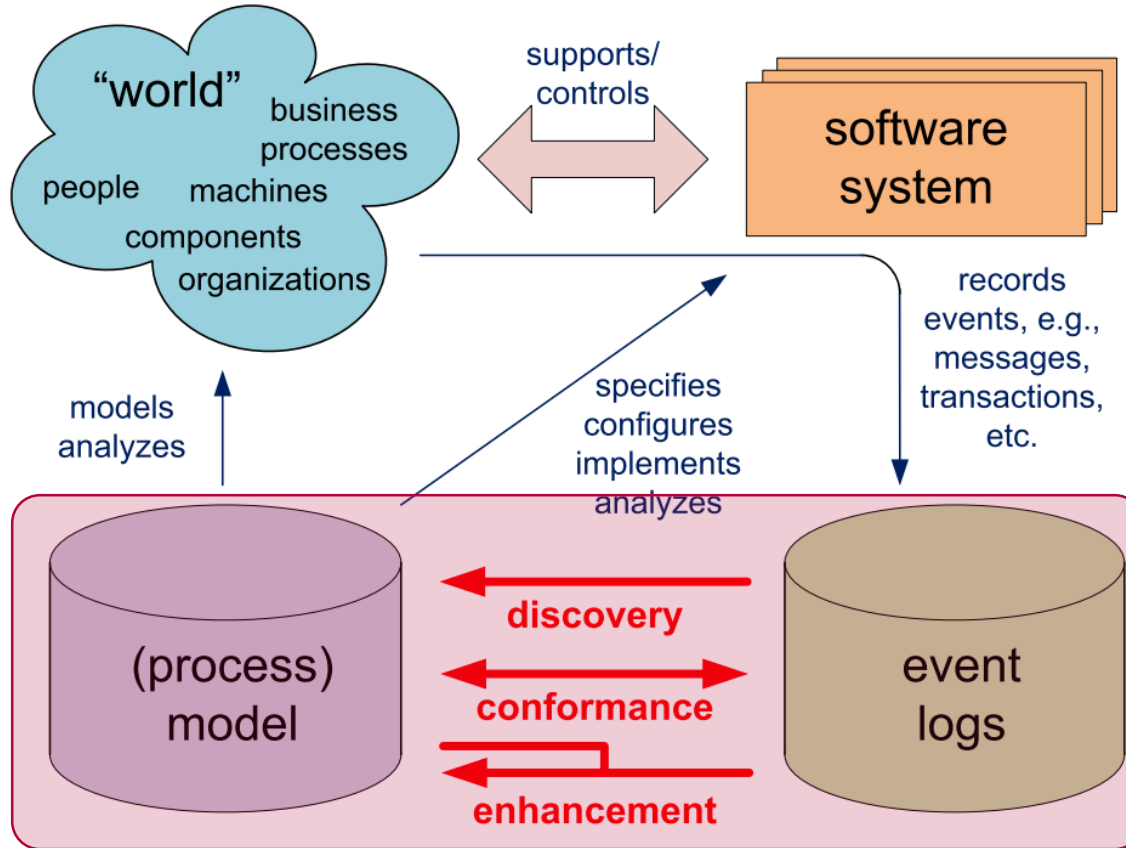 “world”
business
processes
people
machines
components
organizations
supports/
controls
software
system
records
events, e.g.,
messages,
transactions,
etc.
models
analyzes
specifies
configures
implements
analyzes
(process)
model
discovery
conformance
enhancement
event
logs